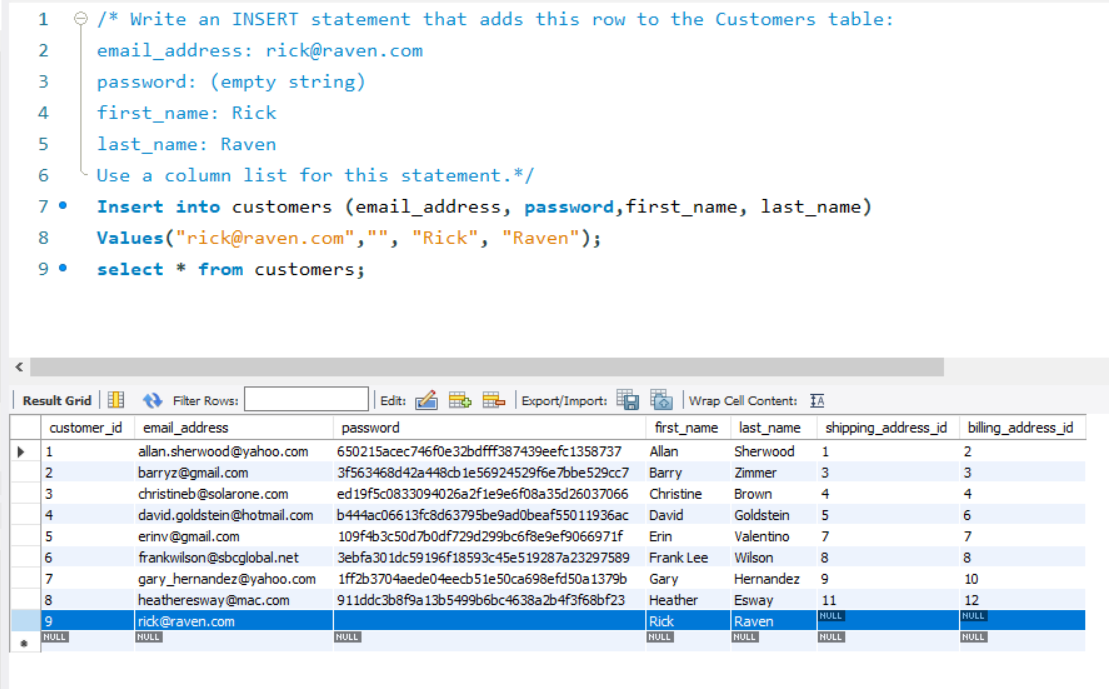 1 /* Write an INSERT statement that adds this row to the Customers table:
2 email_address: rick@raven.com
3 password: (empty string)
4 first_name: Rick
5 last_name: Raven
6 Use a column list for this statement.*/
7 Insert into customers (email_address, password,first_name, last_name)
8 Values("rick@raven.com","", "Rick", "Raven");
9 select * from customers;
Result Grid Filter Rows: Edit: Export/Import: Wrap Cell Content: IA
customer_id email_address password first_name last_name shipping_address_id billing_address_id
1 allan.sherwood@yahoo.com 650215acec746f0e32bdfff387439eefc1358737 Allan Sherwood 1 2
2 barryz@gmail.com 3f563468d42a448cb1e56924529f6e7bbe529cc7 Barry Zimmer 3 3
3 christineb@solarone.com ed19f5c0833094026a2f1e9e6f08a35d26037066 Christine Brown 4 4
4 david.goldstein@hotmail.com b444ac06613fc8d63795be9ad0beaf55011936ac David Goldstein 5 6
5 erinv@gmail.com 109f4b3c50d7b0df729d299bc6f8e9ef9066971f Erin Valentino 7 7
6 frankwilson@sbcglobal.net 3ebfa301dc59196f18593c45e519287a23297589 Frank Lee Wilson 8 8
7 gary_hernandez@yahoo.com 1ff2b3704aede04eecb51e50ca698efd50a1379b Gary Hernandez 9 10
8 heatheresway@mac.com 911ddc3b8f9a13b5499b6bc4638a2b4f3f68bf23 Heather Esway 11 12
9 rick@raven.com Rick Raven NULL NULL
NULL NULL NULL NULL NULL NULL NULL